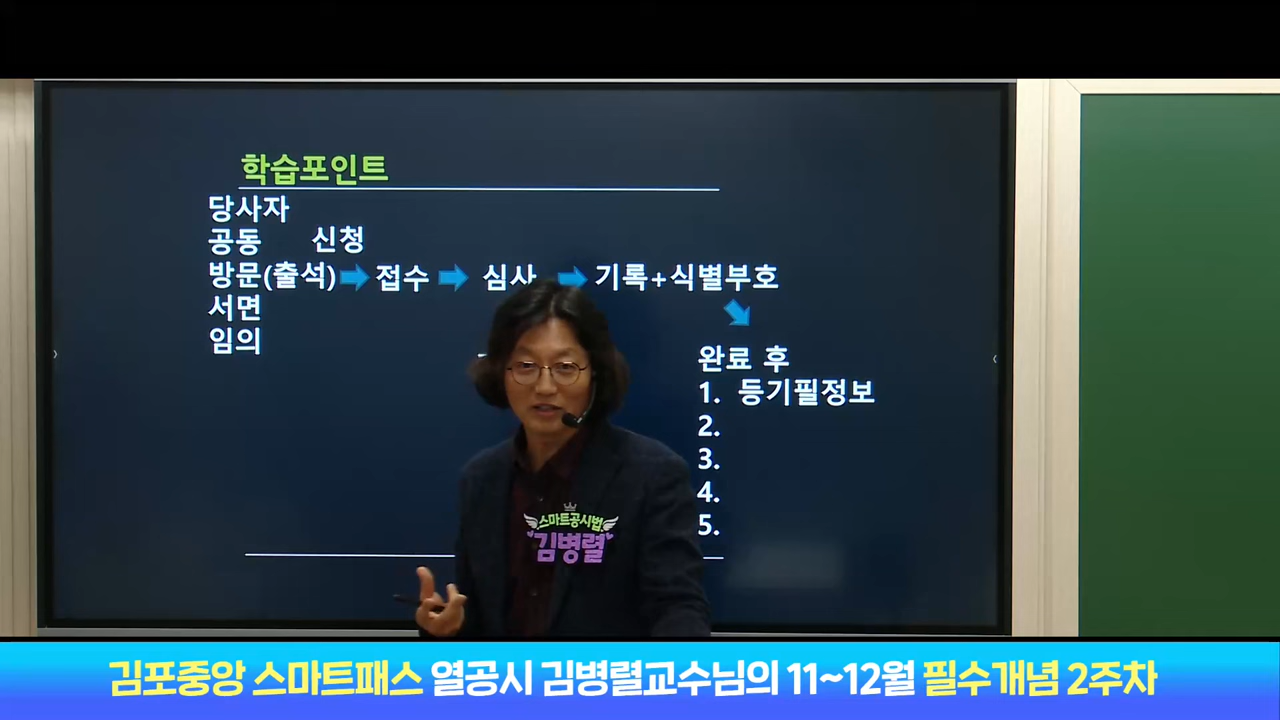 학습포인트
당사자
공동 신청
방문(출석) 접수 심사 기록+식별부호
서면
임의
완료 후
1. 등기필정보
2.
3.
4.
5.
스마트공시법
김병렬
김포중앙 스마트패스 열공시 김병렬교수님의 11~12월 필수개념 2주차